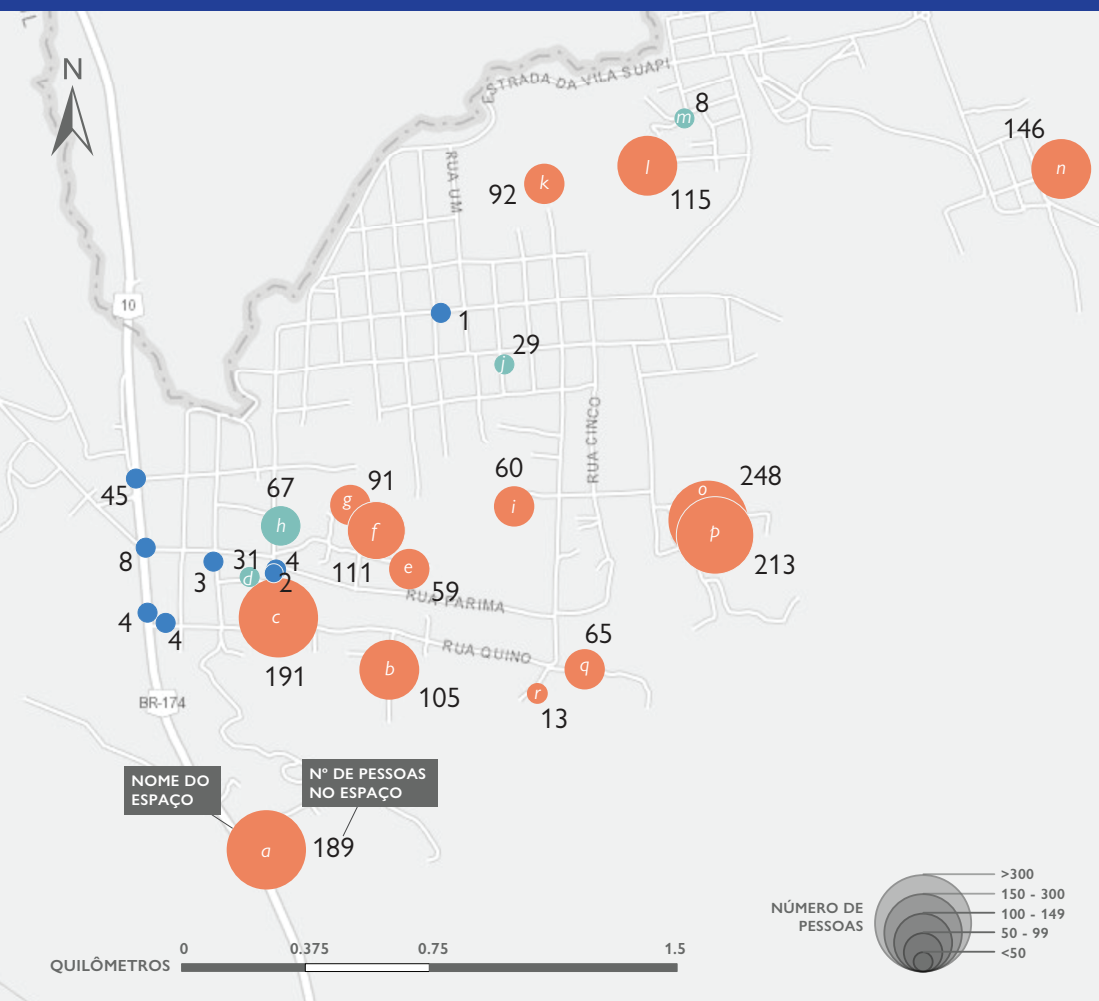 N
ESTRADA DA VILA SUAPI
8
m
146
n
RUA UM
k
92
l
115
10
1
29
j
RUA CINCO
60
i
248
o
p
213
45
67
h
91
g
f
111
e
59
8
3
31
d
4
2
RUA PARIMA
4
4
c
191
RUA QUINO
b
105
65
q
r
13
BR-174
NOME DO
ESPAÇO
Nº DE PESSOAS
NO ESPAÇO
a
189
NÚMERO DE
PESSOAS
>300
150 - 300
100 - 149
50 - 99
<50
0
0.375
0.75
1.5
QUILÔMETROS